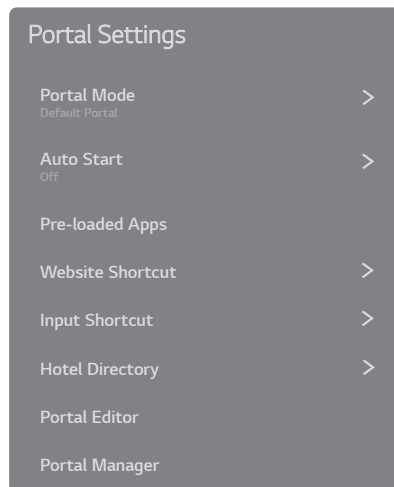 Portal Settings
Portal Mode
Default Portal
Auto Start
Off
Pre-loaded Apps
Website Shortcut
Input Shortcut
Hotel Directory
Portal Editor
Portal Manager